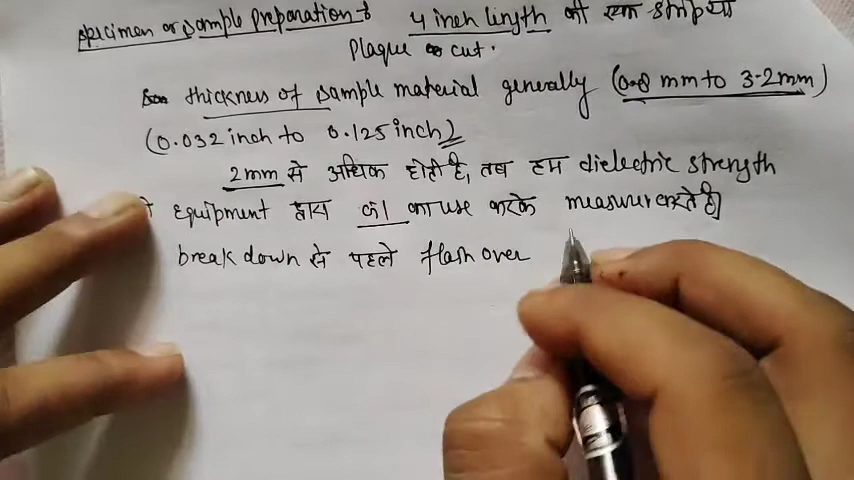 specimen or sample preparation :- 4 inch length की एक strip या
Plaque cut.
thickness of sample material generally (0.8 mm to 3.2mm)
(0.032 inch to 0.125 inch)
2mm से अधिक होती है, तब हम dielectric strength
equipment द्वारा oil का use करके measure करते है|
break down से पहले flash over